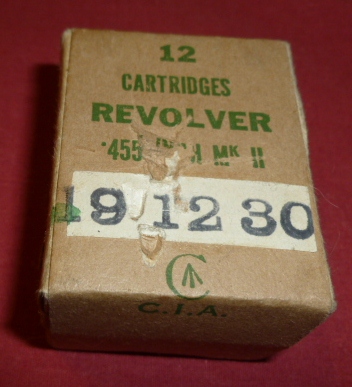 12
CARTRIDGES
REVOLVER
·455 INCH MK II
19 12 30
C
C.I.A.